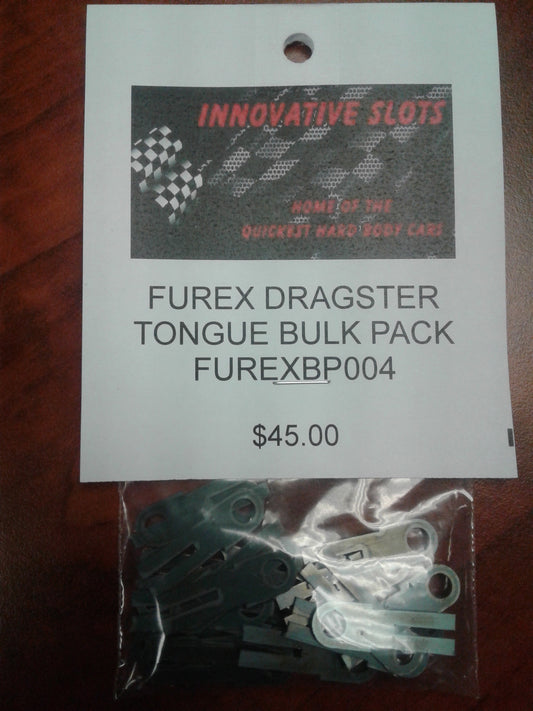 INNOVATIVE SLOTS
HOME OF THE
QUICKEST HARD BODY CARS
FUREX DRAGSTER
TONGUE BULK PACK
FUREXBP004
$45.00